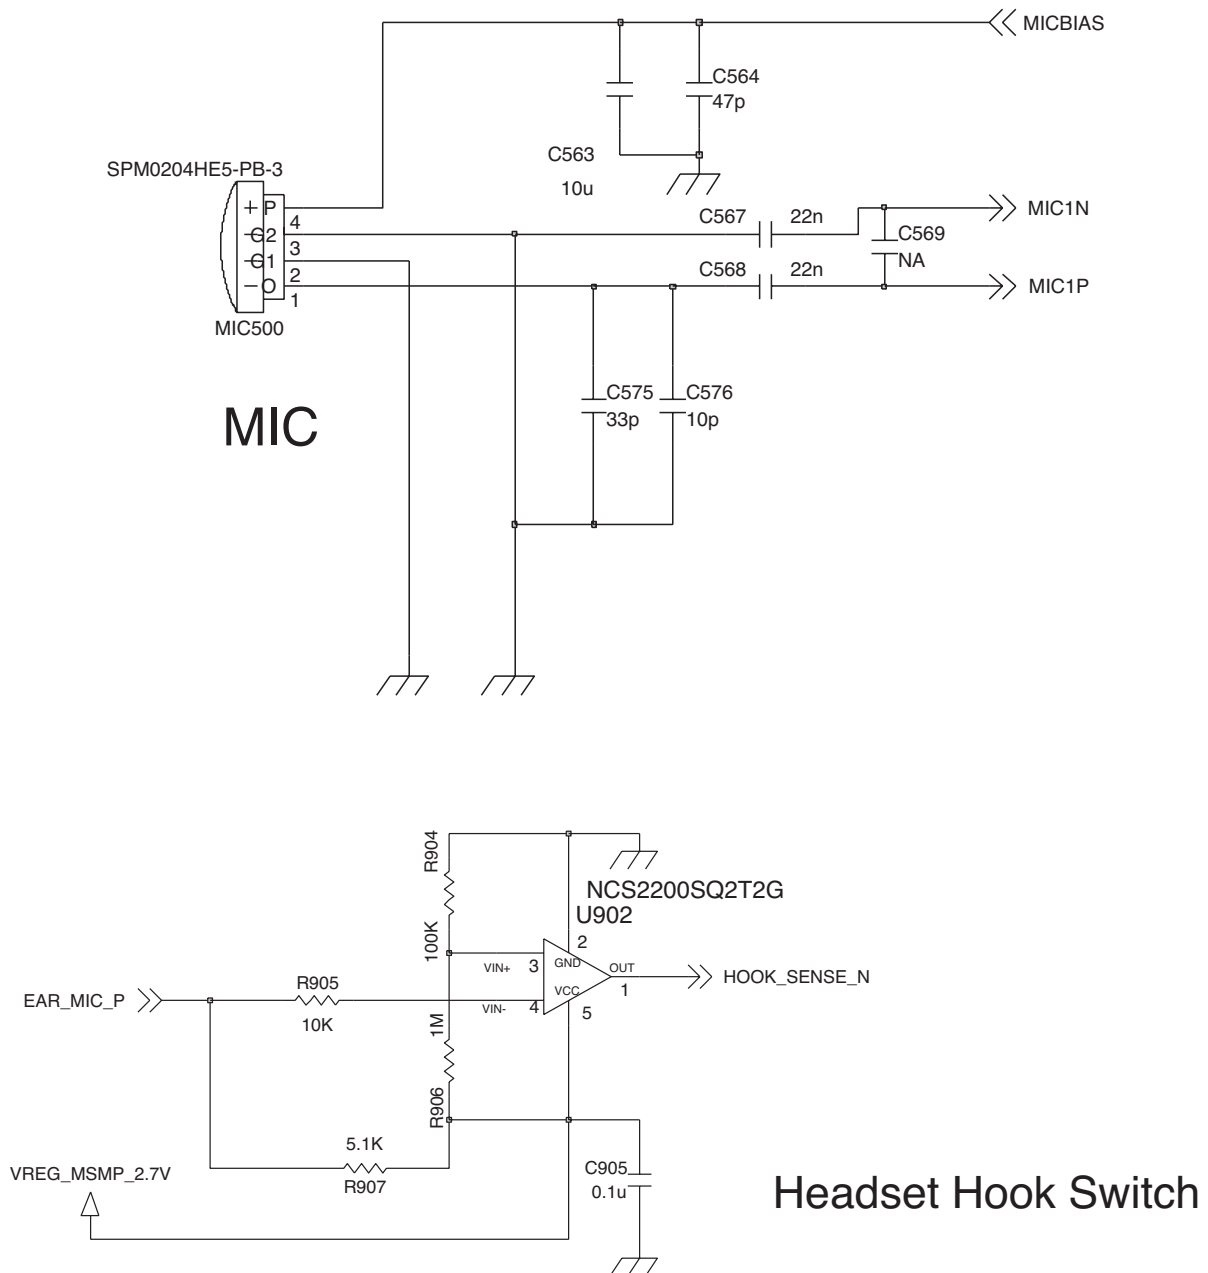 MICBIAS
C564
47p
C563
10u
SPM0204HE5-PB-3
+ P
4
G2
3
G1
2
O
1
MIC500
C567
22n
MIC1N
C569
NA
C568
22n
MIC1P
C575
33p
C576
10p
MIC
R904
100K
NCS2200SQ2T2G
U902
2
GND
VIN+
3
OUT
1
HOOK_SENSE_N
VCC
VIN-
4
5
EAR_MIC_P
R905
10K
1M
R906
5.1K
R907
VREG_MSMP_2.7V
C905
0.1u
Headset Hook Switch